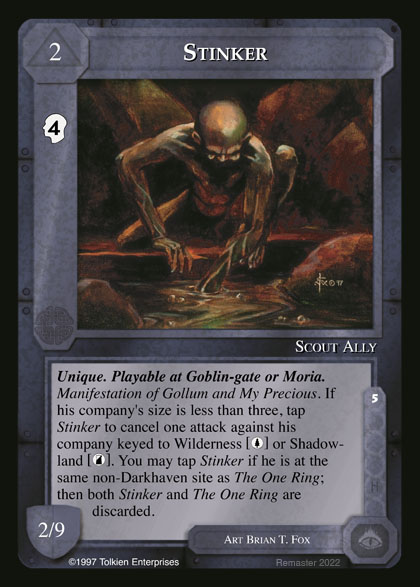 2
STINKER
4
SCOUT ALLY
Unique. Playable at Goblin-gate or Moria.
Manifestation of Gollum and My Precious. If
his company's size is less than three, tap
Stinker to cancel one attack against his
company keyed to Wilderness [ ] or Shadow-
land [ ]. You may tap Stinker if he is at the
same non-Darkhaven site as The One Ring;
then both Stinker and The One Ring are
discarded.
5
H
2/9
ART BRIAN T. FOX
©1997 Tolkien Enterprises
Remaster 2022